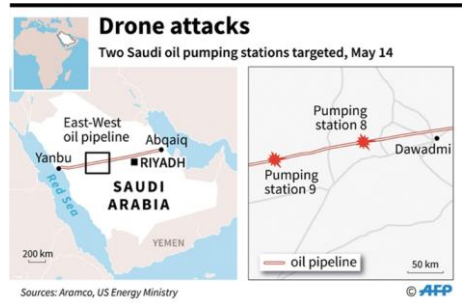 Drone attacks
Two Saudi oil pumping stations targeted, May 14
East-West
oil pipeline
Abqaiq
Yanbu
RIYADH
Red Sea
SAUDI
ARABIA
YEMEN
200 km
Pumping
station 8
Dawadmi
Pumping
station 9
oil pipeline
50 km
Sources: Aramco, US Energy Ministry
© AFP